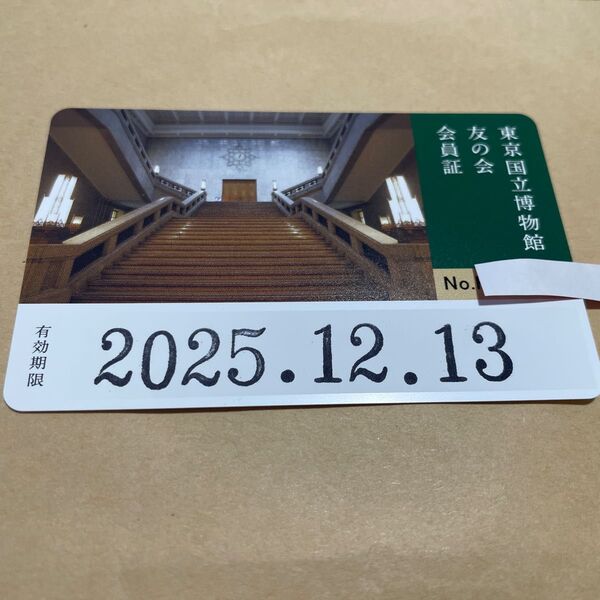 東京国立博物館
友の会
会員証
No.
有効期限
2025.12.13